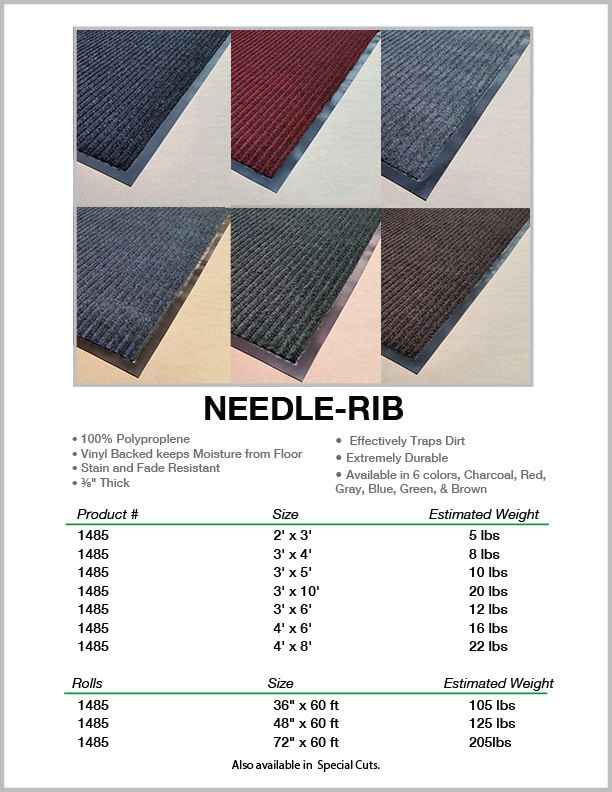 NEEDLE-RIB
• 100% Polyproplene
• Vinyl Backed keeps Moisture from Floor
• Stain and Fade Resistant
• ⅜" Thick
• Effectively Traps Dirt
• Extremely Durable
• Available in 6 colors, Charcoal, Red,
Gray, Blue, Green, & Brown
Product # Size Estimated Weight
1485 2' x 3' 5 lbs
1485 3' x 4' 8 lbs
1485 3' x 5' 10 lbs
1485 3' x 10' 20 lbs
1485 3' x 6' 12 lbs
1485 4' x 6' 16 lbs
1485 4' x 8' 22 lbs
Rolls Size Estimated Weight
1485 36" x 60 ft 105 lbs
1485 48" x 60 ft 125 lbs
1485 72" x 60 ft 205lbs
Also available in Special Cuts.